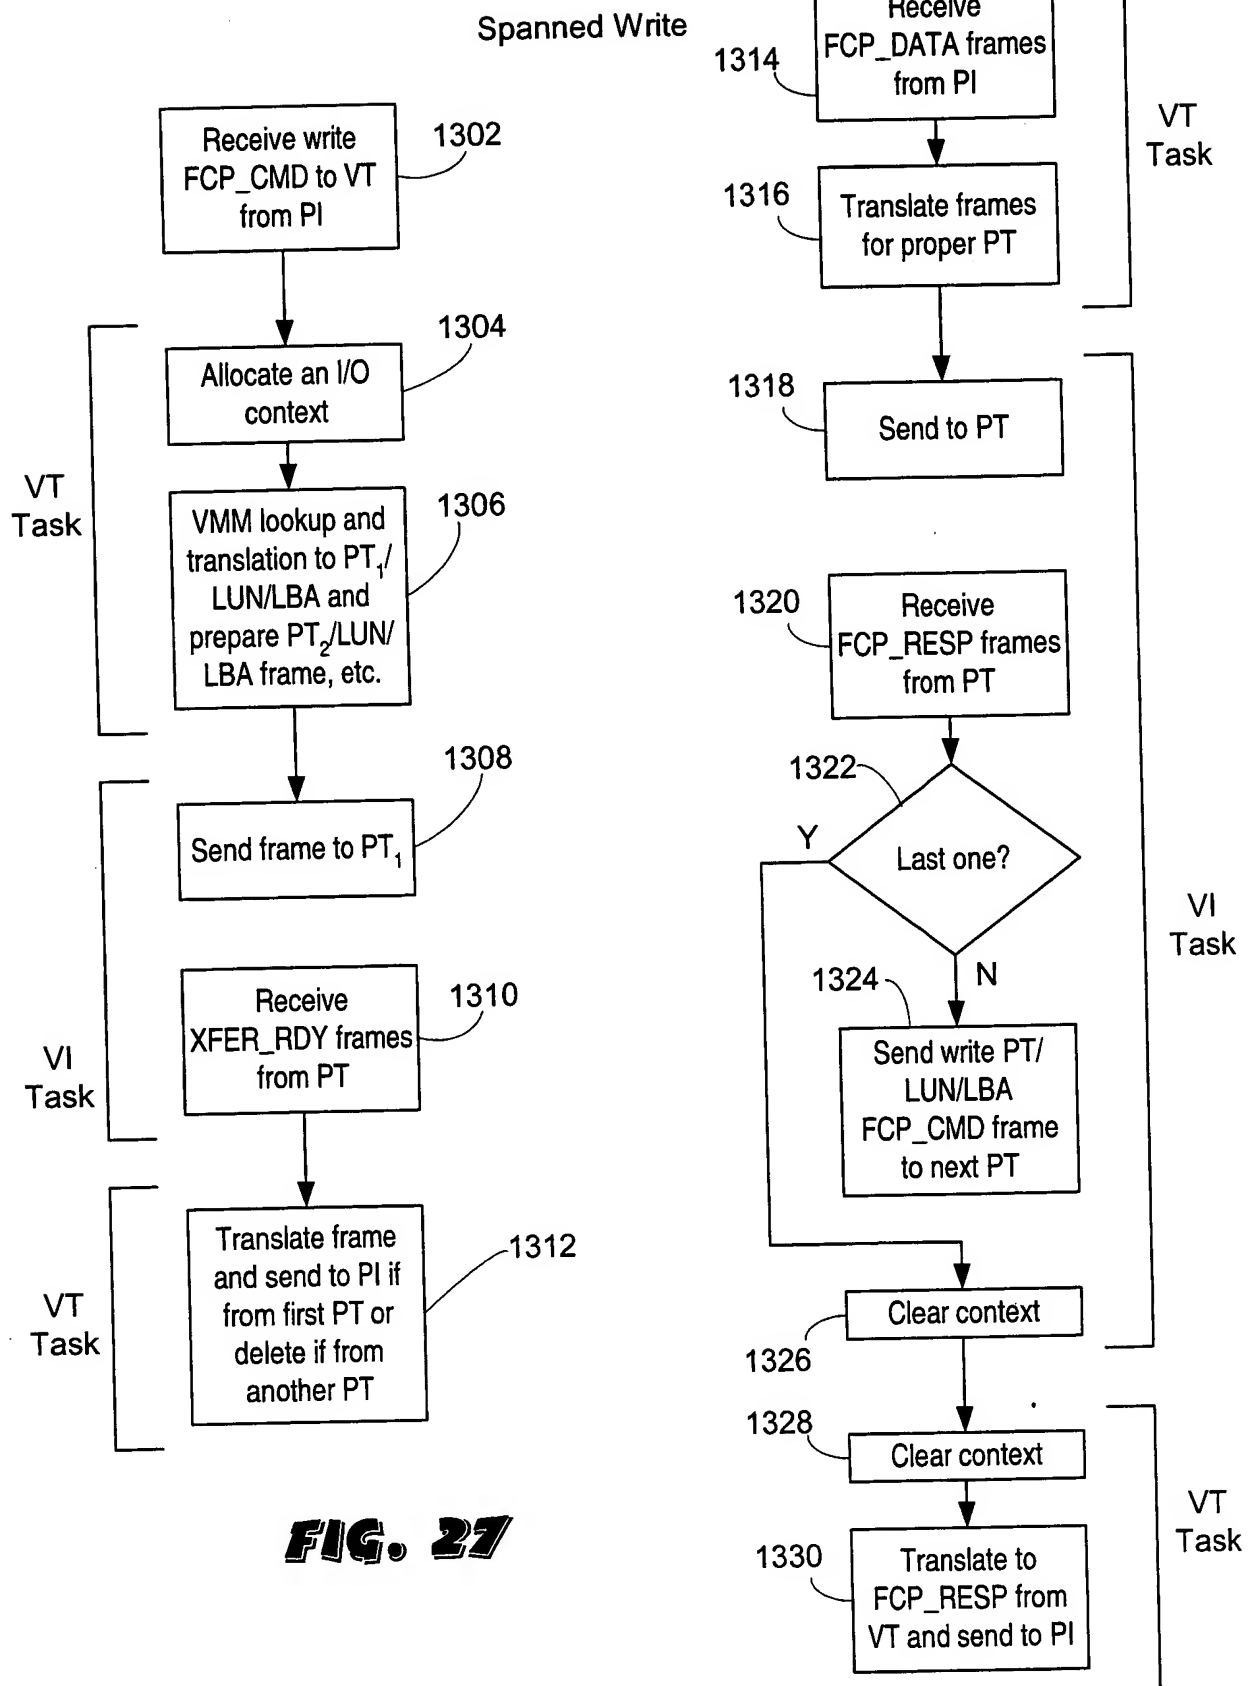 Spanned Write
Receive write
FCP_CMD to VT
from PI
1302
Allocate an I/O
context
1304
VT
Task
VMM lookup and
translation to PT1/
LUN/LBA and
prepare PT2/LUN/
LBA frame, etc.
1306
Send frame to PT1
1308
Receive
XFER_RDY frames
from PT
1310
VI
Task
Translate frame
and send to PI if
from first PT or
delete if from
another PT
1312
VT
Task
FIG. 27
Receive
FCP_DATA frames
from PI
1314
VT
Task
Translate frames
for proper PT
1316
Send to PT
1318
Receive
FCP_RESP frames
from PT
1320
Last one?
1322
Y
N
VI
Task
Send write PT/
LUN/LBA
FCP_CMD frame
to next PT
1324
Clear context
1326
Clear context
1328
VT
Task
Translate to
FCP_RESP from
VT and send to PI
1330